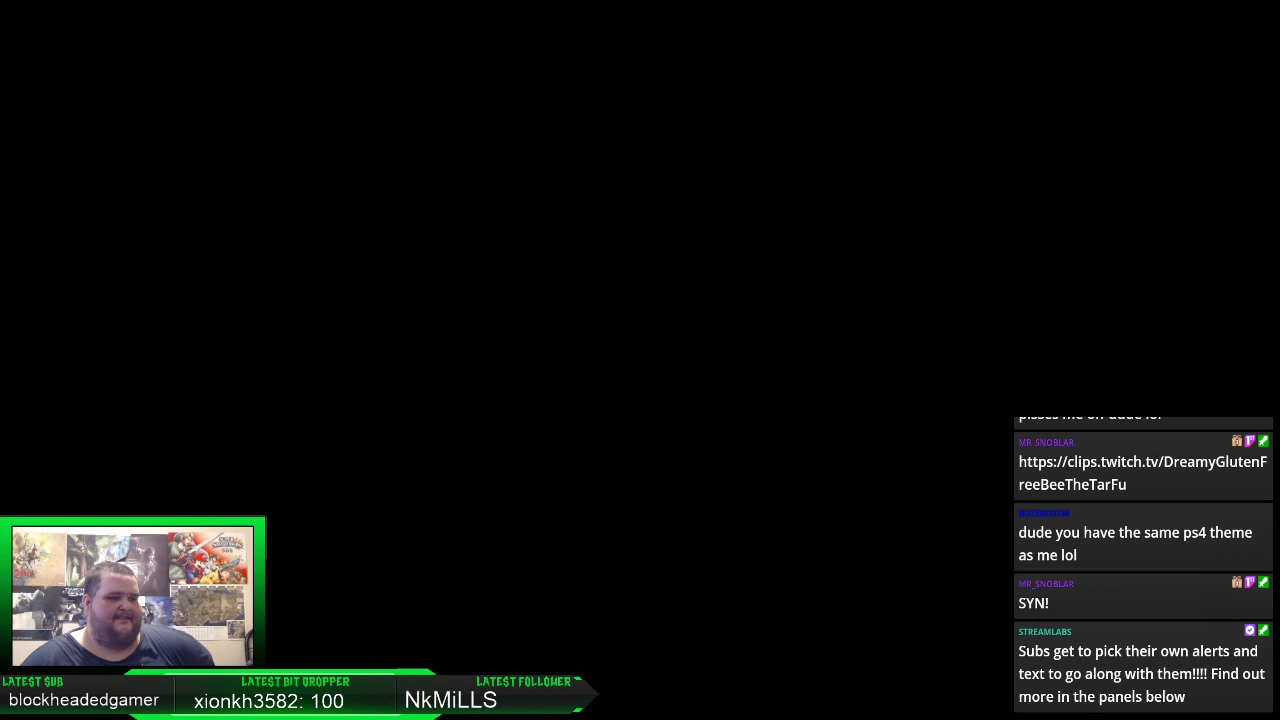 MR_SNOBLAR
https://clips.twitch.tv/DreamyGlutenF
reeBeeTheTarFu
dude you have the same ps4 theme
as me lol
MR_SNOBLAR
SYN!
STREAMLABS
Subs get to pick their own alerts and
text to go along with them!!!! Find out
more in the panels below
LATEST SUB
blockheadedgamer
LATEST BIT DROPPER
xionkh3582: 100
LATEST FOLLOWER
NkMiLLS